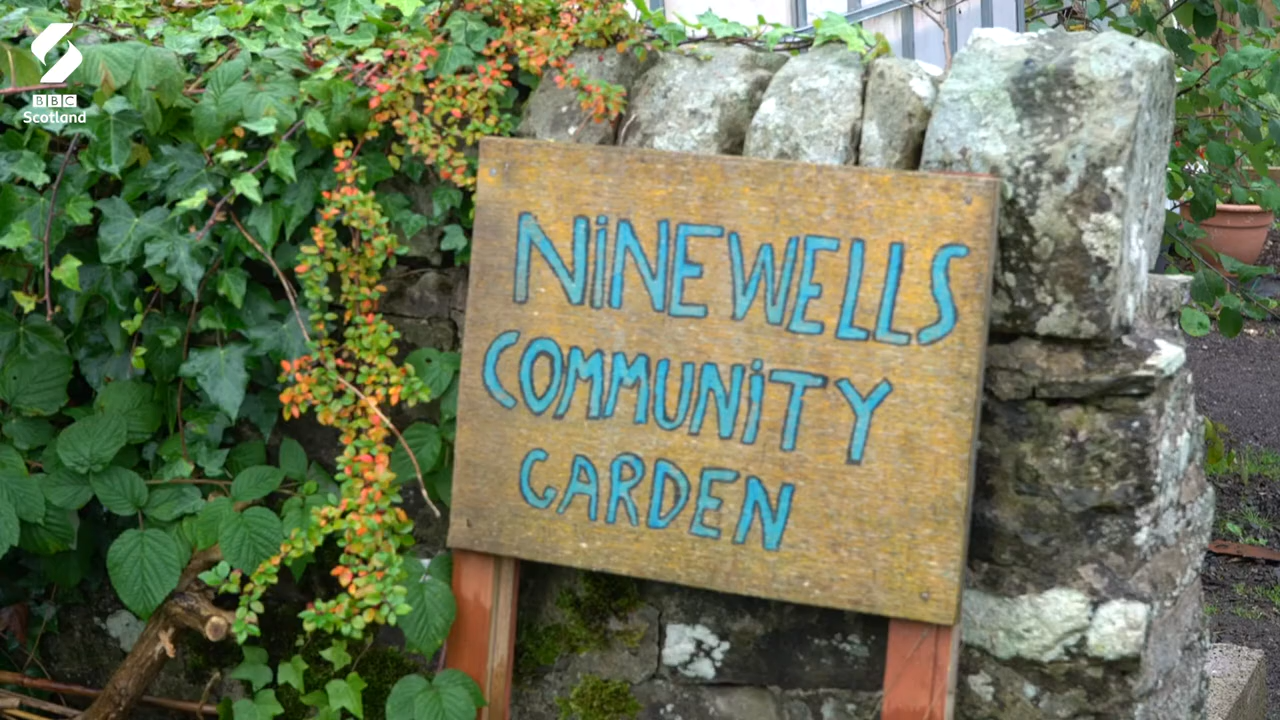 BBC
Scotland
NiNEWELLS
COMMUNiTY
GARDEN